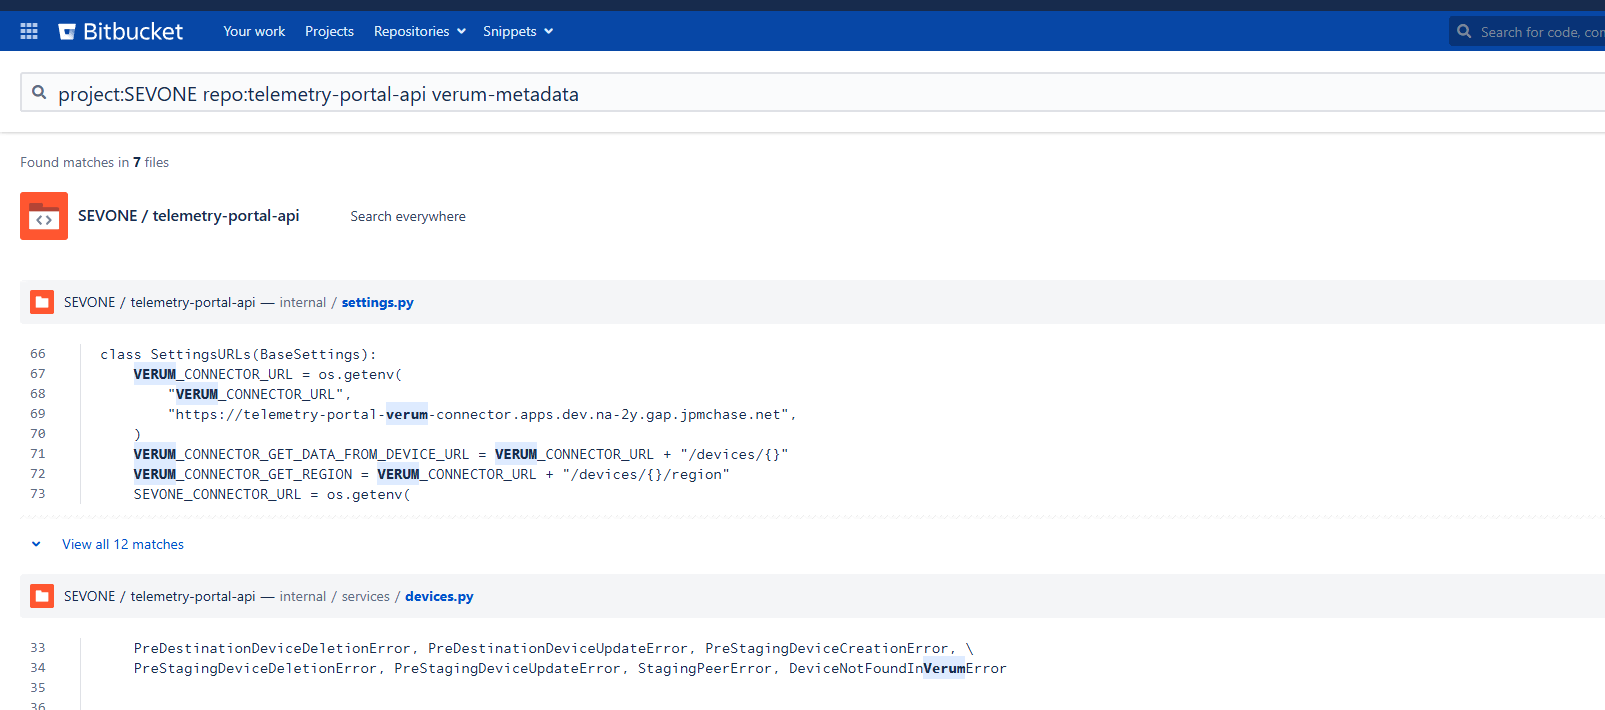 Bitbucket Your work Projects Repositories Snippets Search for code, con
project:SEVONE repo:telemetry-portal-api verum-metadata
Found matches in 7 files
SEVONE / telemetry-portal-api Search everywhere
SEVONE / telemetry-portal-api — internal / settings.py
66 class SettingsURLs(BaseSettings):
67 VERUM_CONNECTOR_URL = os.getenv(
68 "VERUM_CONNECTOR_URL",
69 "https://telemetry-portal-verum-connector.apps.dev.na-2y.gap.jpmchase.net",
70 )
71 VERUM_CONNECTOR_GET_DATA_FROM_DEVICE_URL = VERUM_CONNECTOR_URL + "/devices/{}"
72 VERUM_CONNECTOR_GET_REGION = VERUM_CONNECTOR_URL + "/devices/{}/region"
73 SEVONE_CONNECTOR_URL = os.getenv(
View all 12 matches
SEVONE / telemetry-portal-api — internal / services / devices.py
33 PreDestinationDeviceDeletionError, PreDestinationDeviceUpdateError, PreStagingDeviceCreationError, \
34 PreStagingDeviceDeletionError, PreStagingDeviceUpdateError, StagingPeerError, DeviceNotFoundInVerumError
35
36